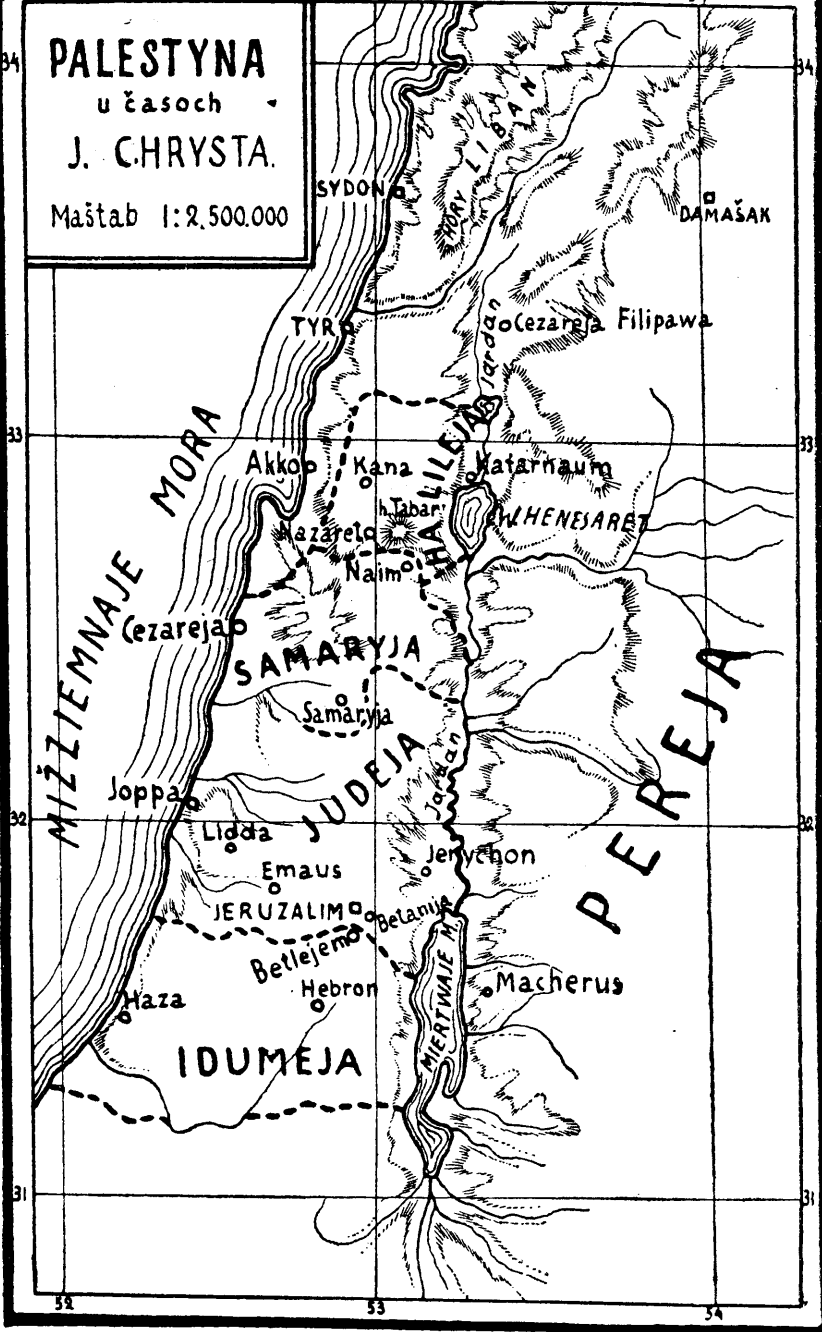 PALESTYNA
u časoch
J. CHRYSTA.
Maštab 1:2,500.000
34
34
HORY LIBAN
SYDON
DAMAŠAK
TYR
Jardan
Cezareja Filipawa
33
33
MIŽZIEMNAJE MORA
HALILEJA
Akko
Kana
Kafarnaum
h. Tabar
W. HENESARET
Nazaret
Naim
Cezareja
SAMARYJA
Samaryja
PEREJA
JUDEJA
Jardan
Joppa
32
32
Lidda
Jerychon
Emaus
JERUZALIM
Betanija
Betlejem
MIERTWAJE M.
Macherus
Hebron
Haza
IDUMEJA
31
31
52
53
54